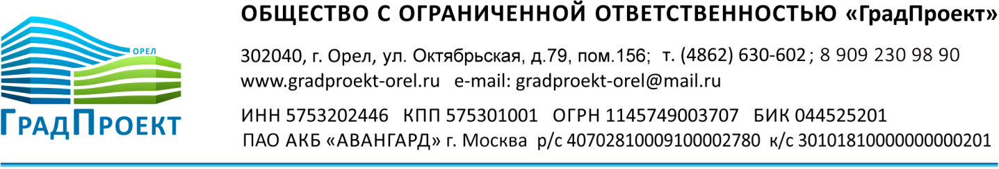 ОБЩЕСТВО С ОГРАНИЧЕННОЙ ОТВЕТСТВЕННОСТЬЮ «ГрадПроект»
302040, г. Орел, ул. Октябрьская, д.79, пом.156; т. (4862) 630-602; 8 909 230 98 90
www.gradproekt-orel.ru e-mail: gradproekt-orel@mail.ru
ИНН 5753202446 КПП 575301001 ОГРН 1145749003707 БИК 044525201
ПАО АКБ «АВАНГАРД» г. Москва р/с 40702810009100002780 к/с 30101810000000000201
ОРЕЛ
ГРАДПРОЕКТ